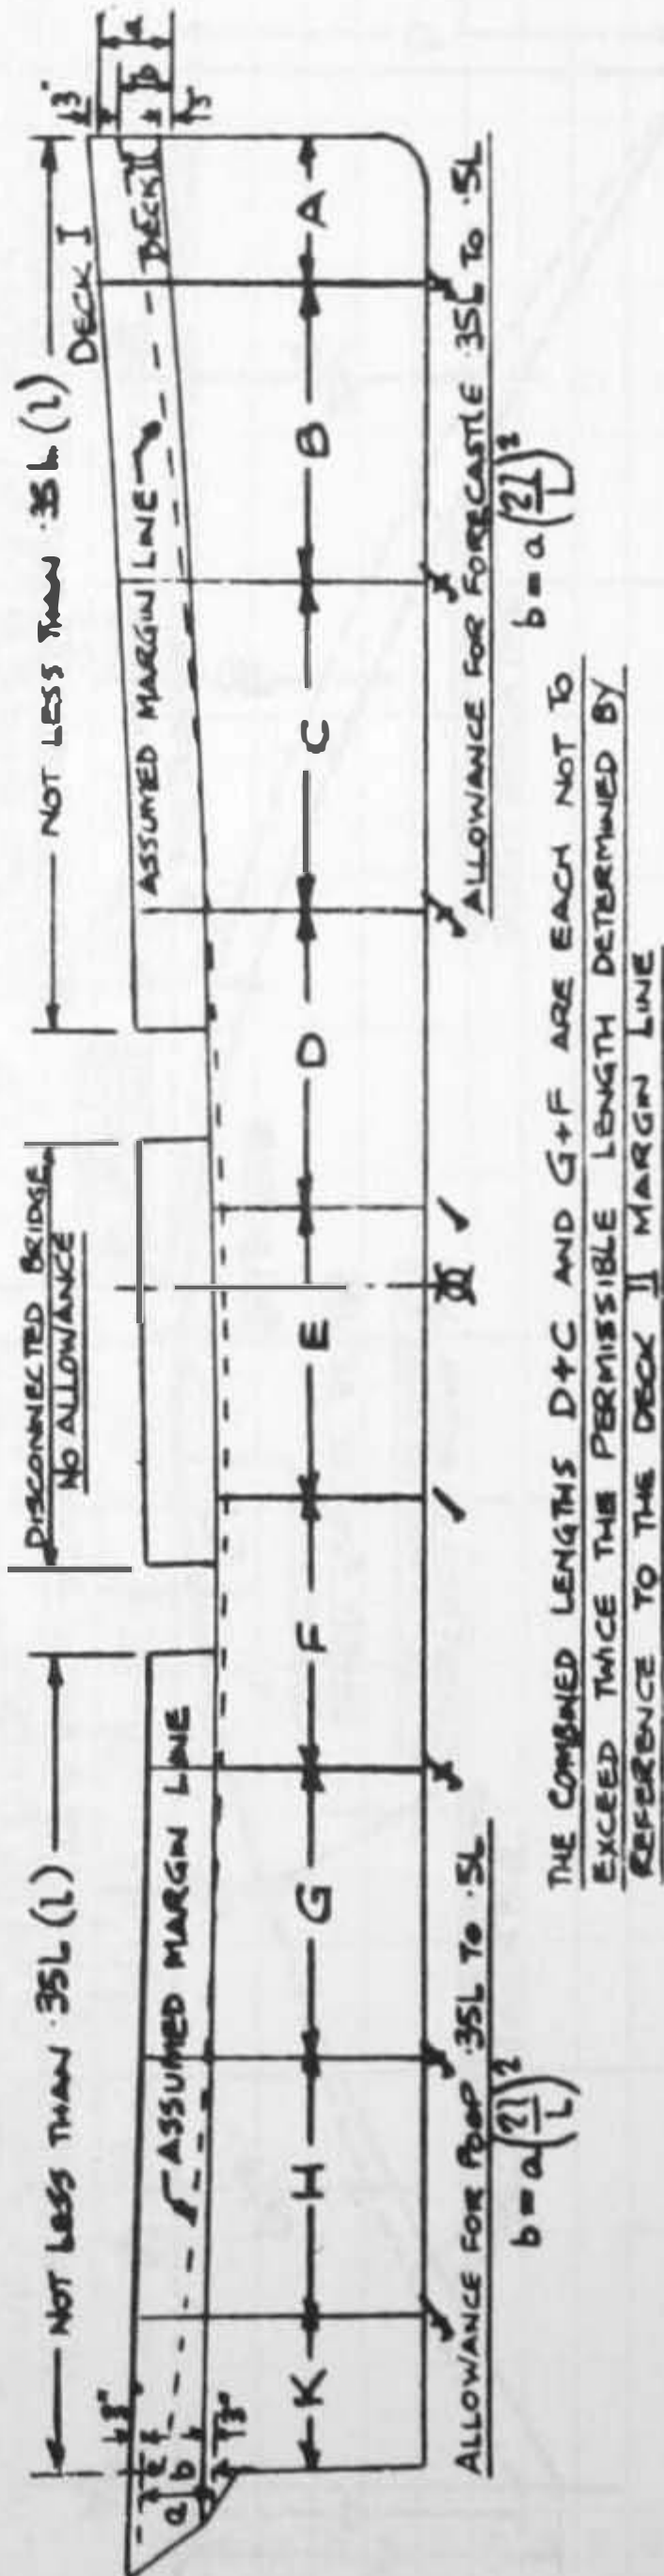 NOT LESS THAN .35L (l)
DISCONNECTED BRIDGE
NO ALLOWANCE
NOT LESS THAN .35L (l)
DECK I
3"
a
b
3"
3"
a
b
3"
ASSUMED MARGIN LINE
ASSUMED MARGIN LINE
DECK II
K
H
G
F
E
D
C
B
A
ALLOWANCE FOR POOP .35L TO .5L
b = a(2l/L)²
ALLOWANCE FOR FORECASTLE .35L TO .5L
b = a(2l/L)²
THE COMBINED LENGTHS D+C AND G+F ARE EACH NOT TO
EXCEED TWICE THE PERMISSIBLE LENGTH DETERMINED BY
REFERENCE TO THE DECK II MARGIN LINE